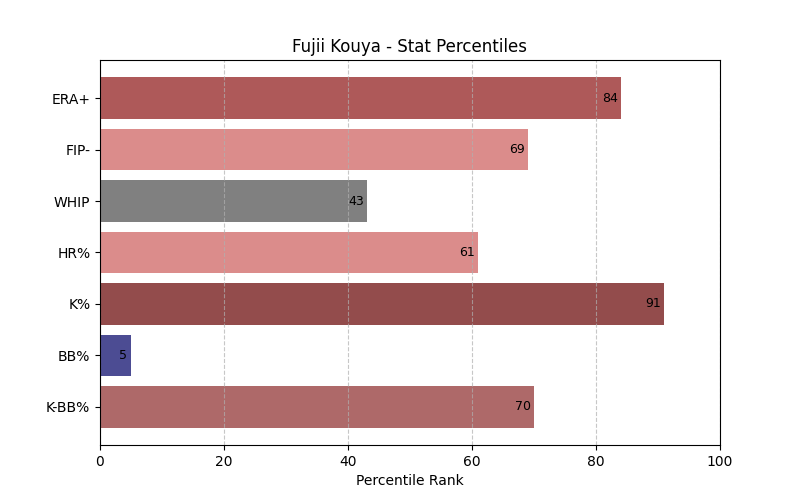 Fujii Kouya - Stat Percentiles
ERA+ 84
FIP- 69
WHIP 43
HR% 61
K% 91
BB% 5
K-BB% 70
0 20 40 60 80 100
Percentile Rank